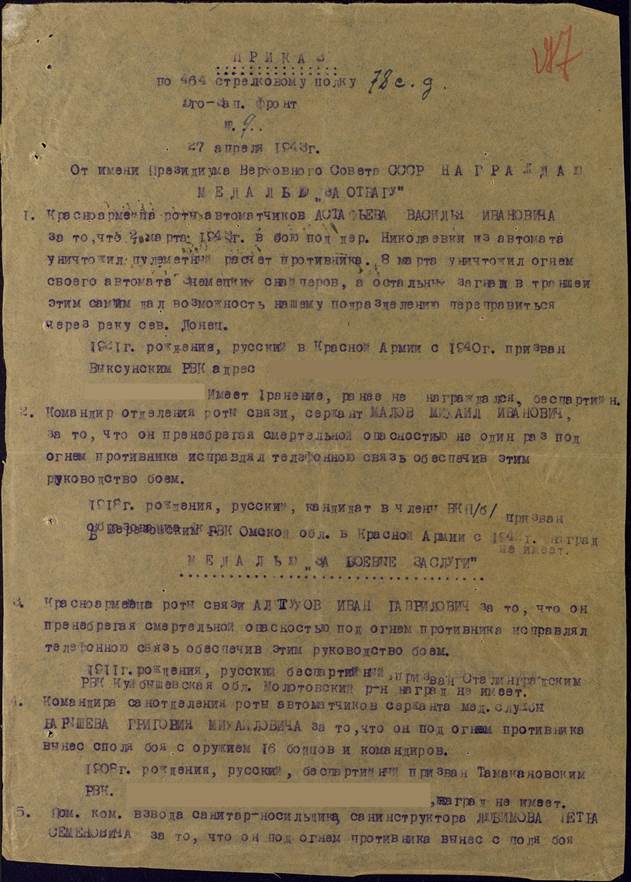 П Р И К А З
по 464 стрелковому полку 78 с. д.
Юго-Зап. Фронт
№ 9.
27 апреля 1943г.
От имени Президиума Верховного Совета СССР Н А Г Р А Ж Д А Ю
М Е Д А Л Ь Ю „ЗА ОТВАГУ"
1. Красноармейца роты автоматчиков АСТАФЬЕВА ВАСИЛЬЯ ИВАНОВИЧА
за то, что 2 марта 1943г. в бою под дер. Николаевки из автомата
уничтожил пулеметный расчет противника. 8 марта уничтожил огнем
своего автомата немецких снайперов, а остальных загнал в траншеи
этим самим дал возможность нашему подразделению переправиться
через реку сев. Донец.
1921г. рождения, русский в Красной Армии с 1940г. призван
Выксунским РВК адрес
Имеет 1ранение, ранее не награждался, беспартийн.
2. Командир отделения роты связи, сержант МАЛОВ МИХАИЛ ИВАНОВИЧ,
за то, что он пренебрегая смертельной опасностью не один раз под
огнем противника исправлял телефонную связь обеспечив этим
руководство боем.
1918г. рождения, русский, кандидат в члены ВКП/б/ призван
РВК Омской обл. в Красной Армии с наград
не имеет.
М Е Д А Л Ь Ю „ЗА БОЕВЫЕ ЗАСЛУГИ"
3. Красноармейца роты связи АЛТУХОВ ИВАН ГАВРИЛОВИЧ за то, что он
пренебрегая смертельной опасностью под огнем противника исправлял
телефонную связь обеспечив этим руководство боем.
1911г. рождения, русский беспартийный, призван Сталинградским
РВК Куйбышевская обл. Молотовский р-н наград не имеет.
4. Командира санотделения роты автоматчиков сержанта мед. службы
БАРЫШЕВА ГРИГОРИЯ МИХАЙЛОВИЧА за то, что он под огнем противника
вынес споля боя с оружием 16 бойцов и командиров.
1908г. рождения, русский, беспартийный призван Тамакановским
РВК. , наград не имеет.
5. Пом. ком. взвода санитар-носильщика, санинструктора ЛЮБИМОВА ПЕТРА
СЕМЕНОВИЧА за то, что он под огнем противника вынес с поля боя